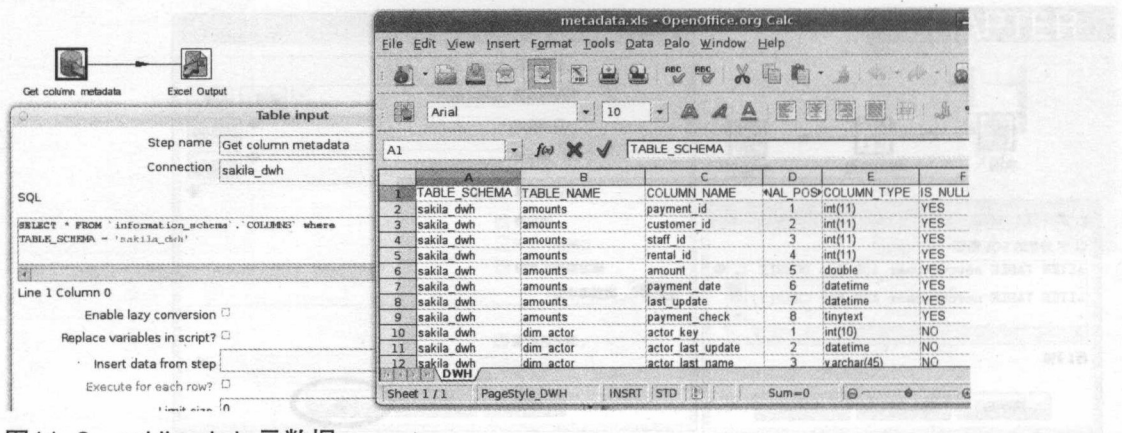 Get column metadata
Excel Output
Table input
Step name Get column metadata
Connection sakila_dwh
SQL
SELECT * FROM `information_schema`.`COLUMNS` where
TABLE_SCHEMA = 'sakila_dwh'
Line 1 Column 0
Enable lazy conversion
Replace variables in script?
Insert data from step
Execute for each row?
Limit size 0
metadata.xls - OpenOffice.org Calc
File Edit View Insert Format Tools Data Palo Window Help
Arial 10
A1 f(x) TABLE_SCHEMA
A B C D E F
1 TABLE_SCHEMA TABLE_NAME COLUMN_NAME NAL_POS COLUMN_TYPE IS_NULL
2 sakila_dwh amounts payment_id 1 int(11) YES
3 sakila_dwh amounts customer_id 2 int(11) YES
4 sakila_dwh amounts staff_id 3 int(11) YES
5 sakila_dwh amounts rental_id 4 int(11) YES
6 sakila_dwh amounts amount 5 double YES
7 sakila_dwh amounts payment_date 6 datetime YES
8 sakila_dwh amounts last_update 7 datetime YES
9 sakila_dwh amounts payment_check 8 tinytext YES
10 sakila_dwh dim_actor actor_key 1 int(10) NO
11 sakila_dwh dim_actor actor_last_update 2 datetime NO
12 sakila_dwh dim_actor actor_last_name 3 varchar(45) NO
DWH
Sheet 1 / 1 PageStyle_DWH INSRT STD Sum=0